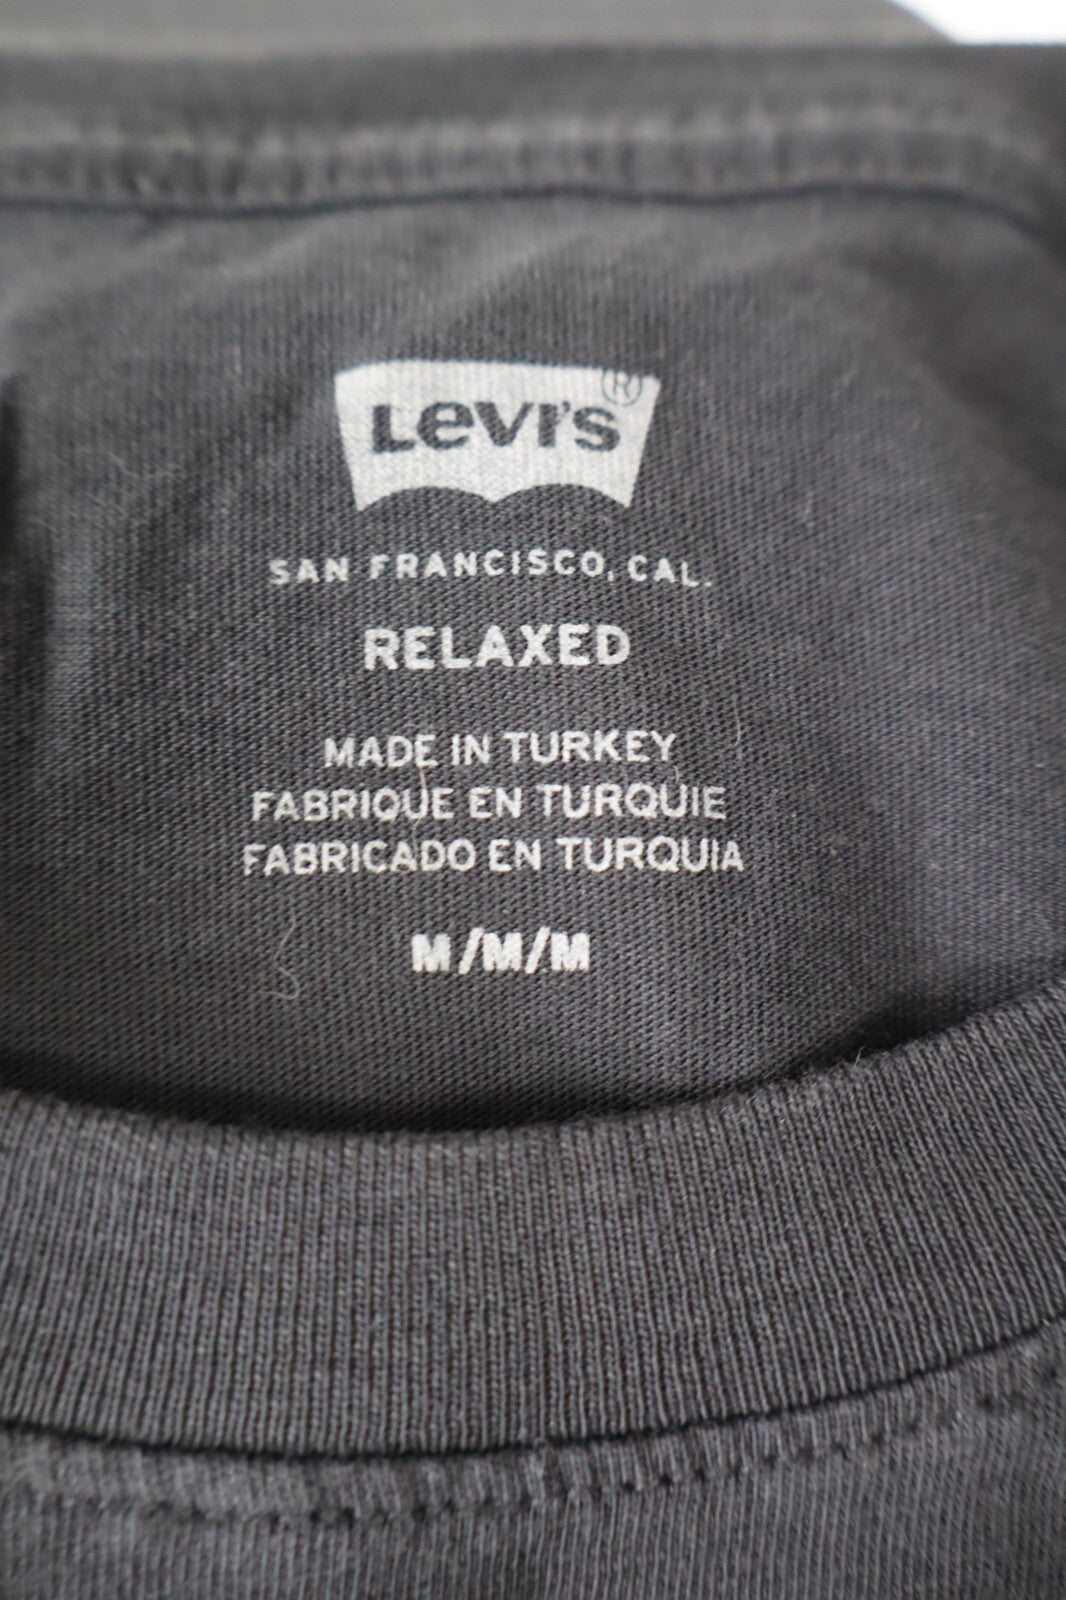 Levi's®
SAN FRANCISCO, CAL.
RELAXED
MADE IN TURKEY
FABRIQUE EN TURQUIE
FABRICADO EN TURQUIA
M/M/M